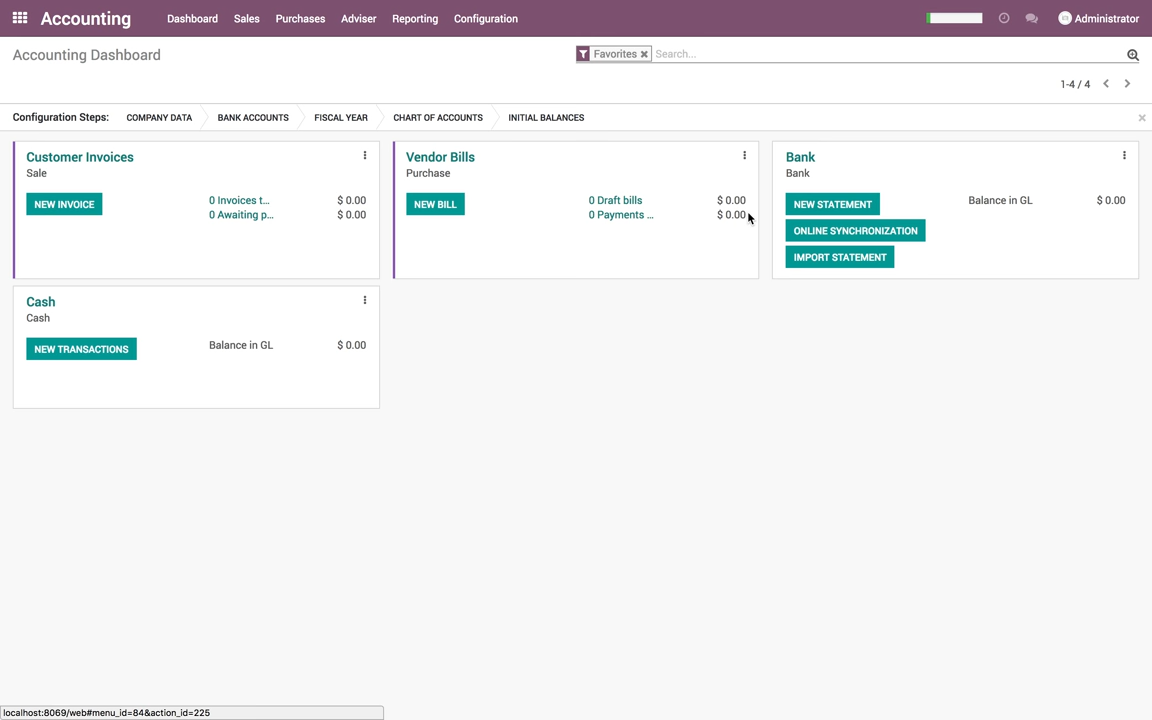 Accounting Dashboard Sales Purchases Adviser Reporting Configuration Administrator
Accounting Dashboard
Favorites Search...
1-4 / 4
Configuration Steps: COMPANY DATA BANK ACCOUNTS FISCAL YEAR CHART OF ACCOUNTS INITIAL BALANCES
Customer Invoices
Sale
NEW INVOICE
0 Invoices t... $ 0.00
0 Awaiting p... $ 0.00
Vendor Bills
Purchase
NEW BILL
0 Draft bills $ 0.00
0 Payments ... $ 0.00
Bank
Bank
NEW STATEMENT
Balance in GL $ 0.00
ONLINE SYNCHRONIZATION
IMPORT STATEMENT
Cash
Cash
NEW TRANSACTIONS
Balance in GL $ 0.00
localhost:8069/web#menu_id=84&action_id=225